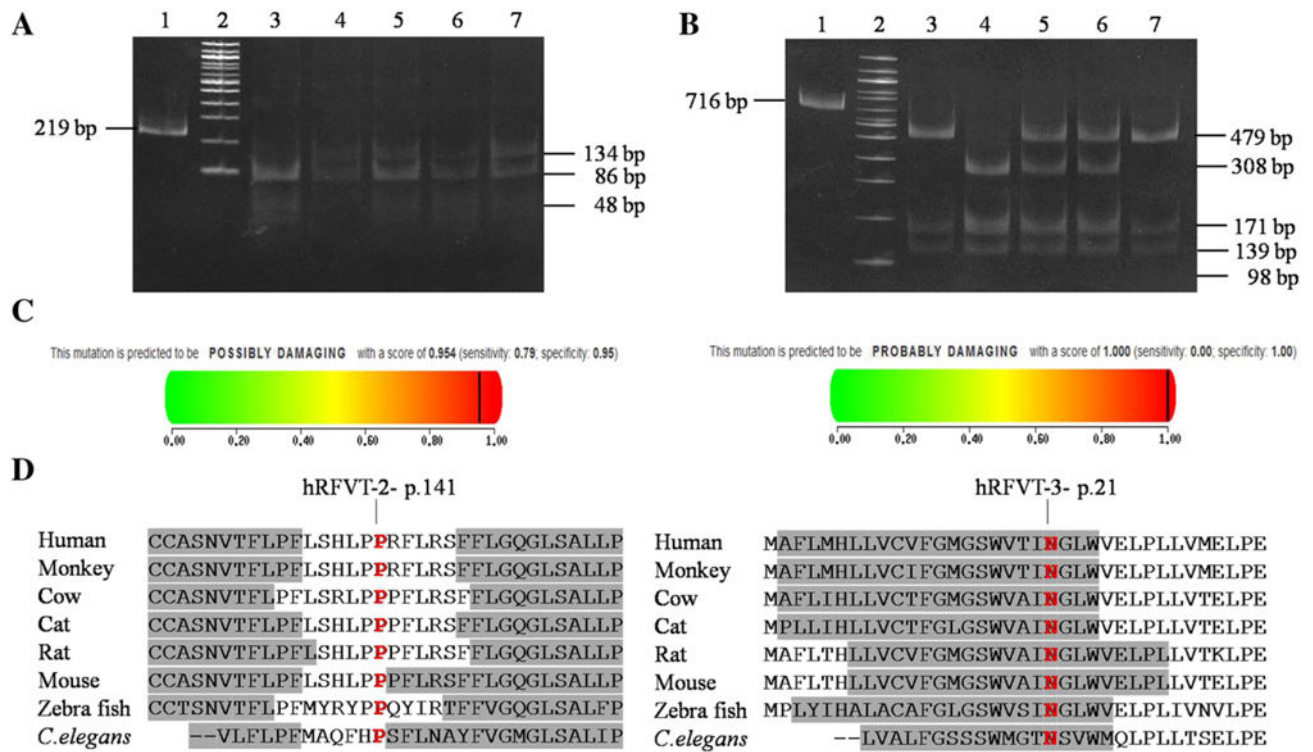 A
1 2 3 4 5 6 7
219 bp
134 bp
86 bp
48 bp
B
1 2 3 4 5 6 7
716 bp
479 bp
308 bp
171 bp
139 bp
98 bp
C
This mutation is predicted to be POSSIBLY DAMAGING with a score of 0.954 (sensitivity: 0.79; specificity: 0.95)
0.00 0.20 0.40 0.60 0.80 1.00
This mutation is predicted to be PROBABLY DAMAGING with a score of 1.000 (sensitivity: 0.00; specificity: 1.00)
0.00 0.20 0.40 0.60 0.80 1.00
D
hRFVT-2- p.141
Human CCASNVTFLPFLSHLPPRFLRSFFLGQGLSALLP
Monkey CCASNVTFLPFLSHLPPRFLRSFFLGQGLSALLP
Cow CCASNVTFLPFLSRLPPPFLRSFFLGQGLSALLP
Cat CCASNVTFLPFLSHLPPPFLRSFFLGQGLSALLP
Rat CCASNVTFLPFLSHLPPPFLRSFFLGQGLSALLP
Mouse CCASNVTFLPFLSHLPPPFLRSFFLGQGLSALLP
Zebra fish CCTSNVTFLPFMYRYPPQYIRTFFVGQGLSALFP
C.elegans --VLFLPFMAQFHPSFLNAYFVGMGLSALIP
hRFVT-3- p.21
Human MAFLMHLLVCVFGMGSWVTINGLWVELPLLVMELPE
Monkey MAFLMHLLVCIFGMGSWVTINGLWVELPLLVMELPE
Cow MAFLIHLLVCTFGMGSWVAINGLWVELPLLVTELPE
Cat MPLLIHLLVCTFGLGSWVAINGLWVELPLLVTELPE
Rat MAFLTHLLVCVFGMGSWVAINGLWVELPLLVTKLPE
Mouse MAFLTHLLVCVFGMGSWVAINGLWVELPLLVTELPE
Zebra fish MPLYIHALACAFGLGSWVSINGLWVELPLIVNVLPE
C.elegans --LVALFGSSSWMGTNSVWMQLPLLTSELPE